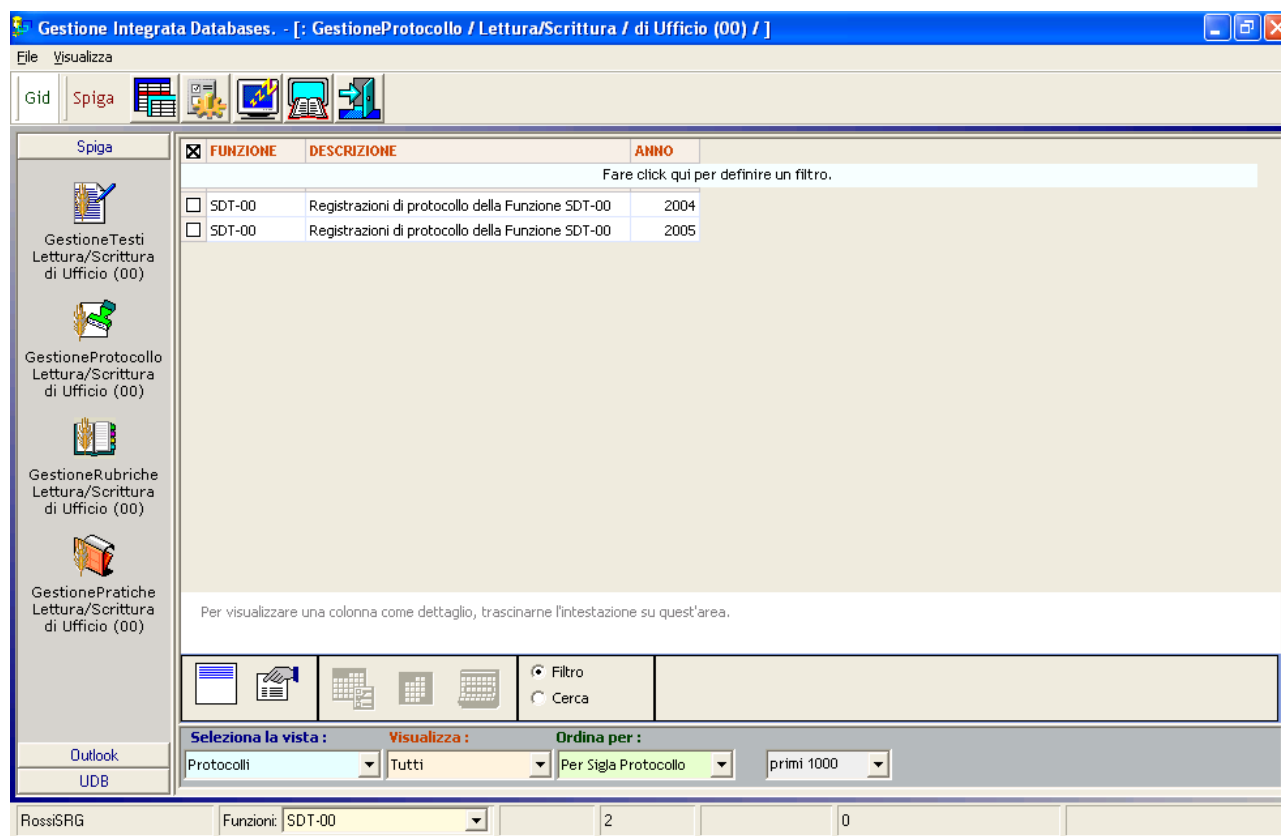 Gestione Integrata Databases. - [: GestioneProtocollo / Lettura/Scrittura / di Ufficio (00) / ]
File Visualizza
Gid Spiga
Spiga
GestioneTesti
Lettura/Scrittura
di Ufficio (00)
GestioneProtocollo
Lettura/Scrittura
di Ufficio (00)
GestioneRubriche
Lettura/Scrittura
di Ufficio (00)
GestionePratiche
Lettura/Scrittura
di Ufficio (00)
Outlook
UDB
FUNZIONE DESCRIZIONE ANNO
Fare click qui per definire un filtro.
SDT-00 Registrazioni di protocollo della Funzione SDT-00 2004
SDT-00 Registrazioni di protocollo della Funzione SDT-00 2005
Per visualizzare una colonna come dettaglio, trascinarne l'intestazione su quest'area.
Filtro
Cerca
Seleziona la vista : Visualizza : Ordina per :
Protocolli Tutti Per Sigla Protocollo primi 1000
RossiSRG Funzioni: SDT-00 2 0